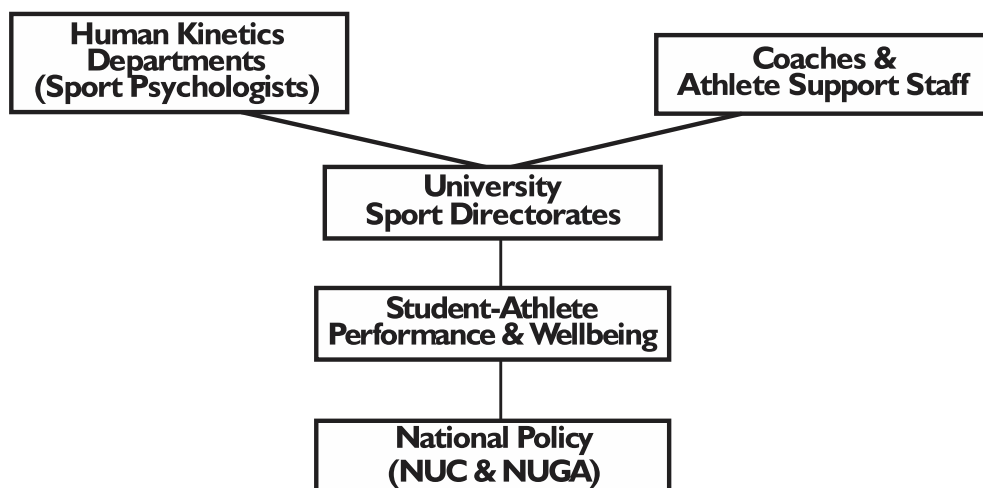 Human Kinetics
Departments
(Sport Psychologists)
Coaches &
Athlete Support Staff
University
Sport Directorates
Student-Athlete
Performance & Wellbeing
National Policy
(NUC & NUGA)